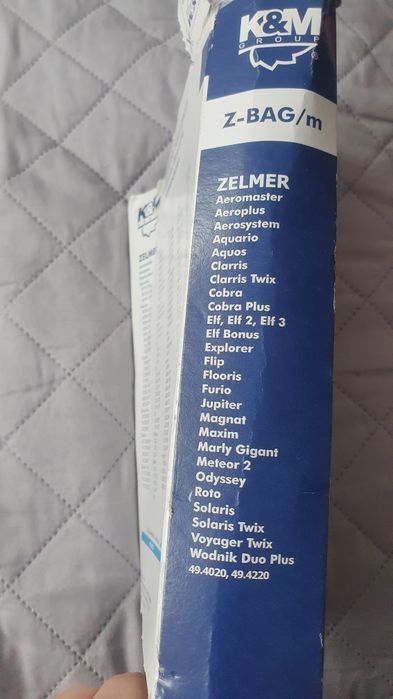 K&M
GROUP
®
Z-BAG/m
ZELMER
Aeromaster
Aeroplus
Aerosystem
Aquario
Aquos
Clarris
Clarris Twix
Cobra
Cobra Plus
Elf, Elf 2, Elf 3
Elf Bonus
Explorer
Flip
Flooris
Furio
Jupiter
Magnat
Maxim
Marly Gigant
Meteor 2
Odyssey
Roto
Solaris
Solaris Twix
Voyager Twix
Wodnik Duo Plus
49.4020, 49.4220
K&M
ZELMER